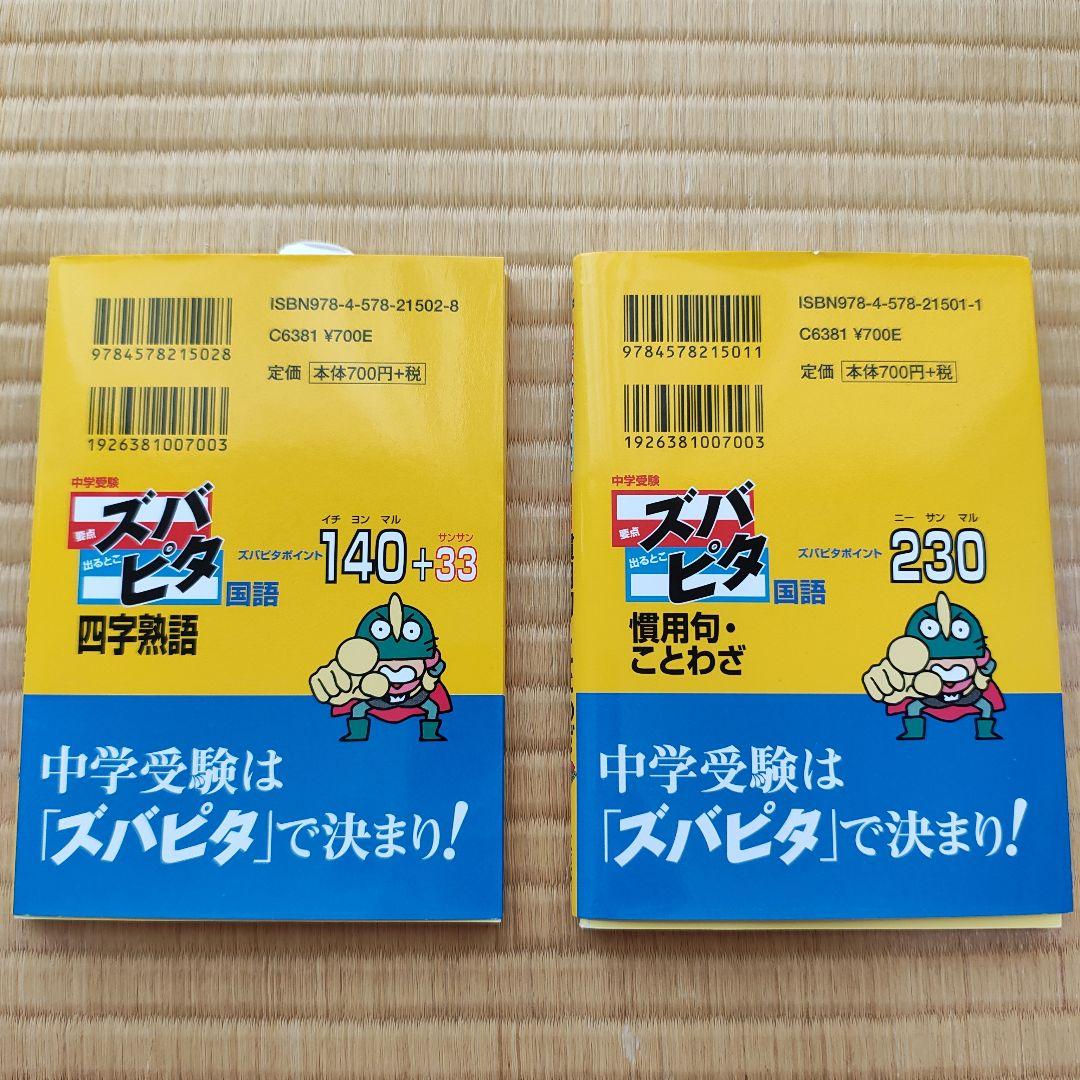 ISBN978-4-578-21502-8
C6381 ¥700E
9784578215028
定価 本体700円+税
1926381007003
中学受験
要点
出るとこ
ズバピタ
国語
四字熟語
ズバピタポイント
イチ ヨン マル
サンサン
140+33
中学受験は
「ズバピタ」で決まり!
ISBN978-4-578-21501-1
C6381 ¥700E
9784578215011
定価 本体700円+税
1926381007003
中学受験
要点
出るとこ
ズバピタ
国語
慣用句・
ことわざ
ズバピタポイント
ニー サン マル
230
中学受験は
「ズバピタ」で決まり!